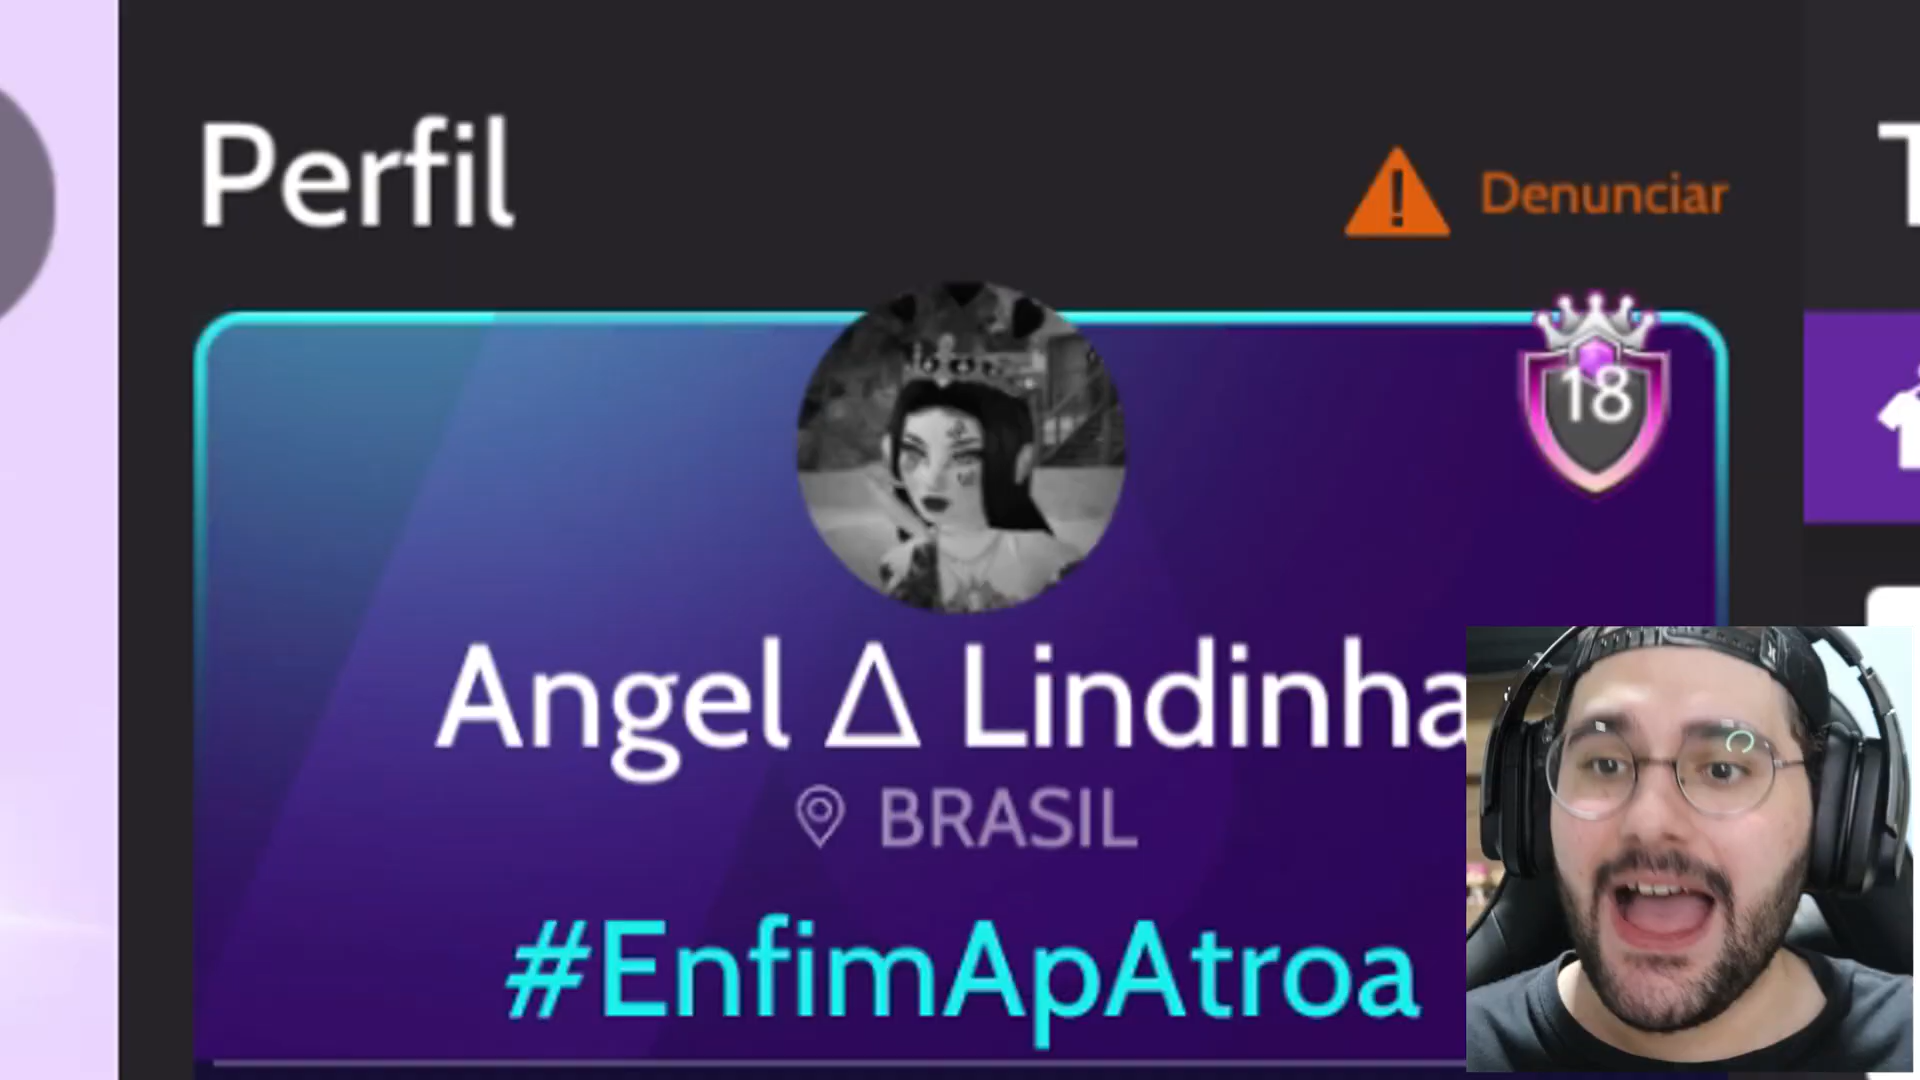 Perfil
Denunciar
18
Angel Δ Lindinha
BRASIL
#EnfimApAtroa